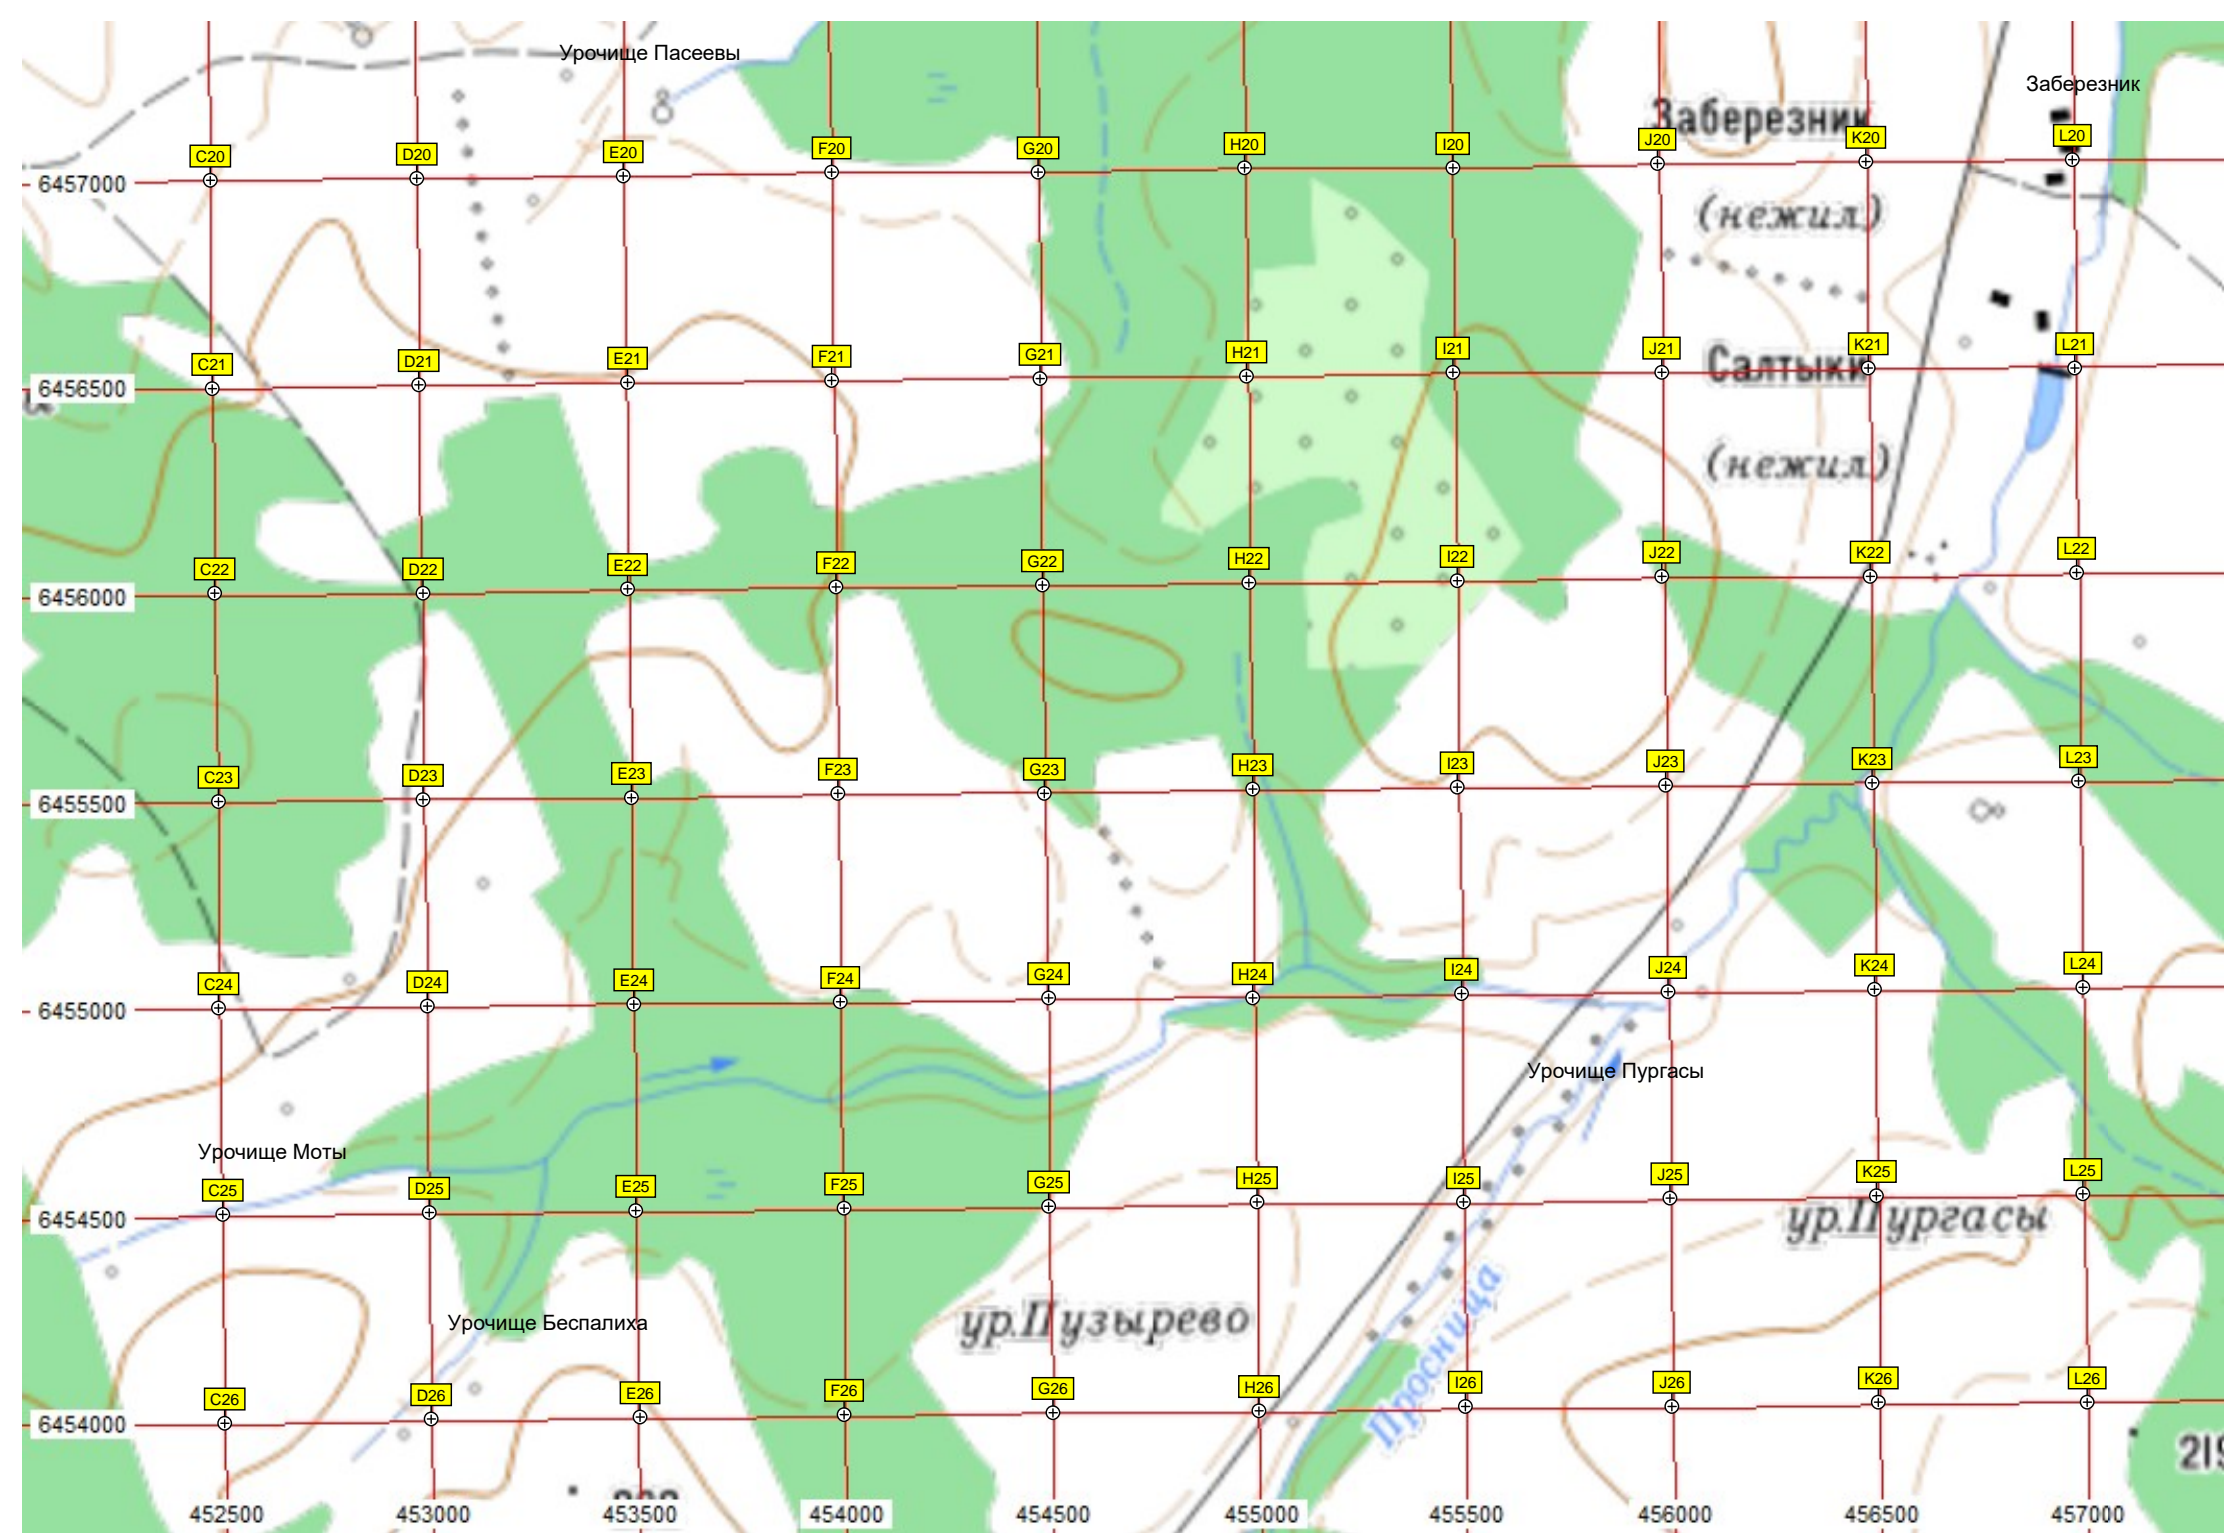 Урочище Пасеевы
Заберезник
Заберезник
C20 D20 E20 F20 G20 H20 I20 J20 K20 L20
6457000
(нежил.)
C21 D21 E21 F21 G21 H21 I21 J21 K21 L21
Салтыки
6456500
(нежил.)
C22 D22 E22 F22 G22 H22 I22 J22 K22 L22
6456000
C23 D23 E23 F23 G23 H23 I23 J23 K23 L23
6455500
C24 D24 E24 F24 G24 H24 I24 J24 K24 L24
6455000
Урочище Пургасы
Урочище Моты
C25 D25 E25 F25 G25 H25 I25 J25 K25 L25
6454500
ур.Пургасы
Просница
ур.Пузырево
Урочище Беспалиха
C26 D26 E26 F26 G26 H26 I26 J26 K26 L26
6454000
452500 453000 453500 454000 454500 455000 455500 456000 456500 457000